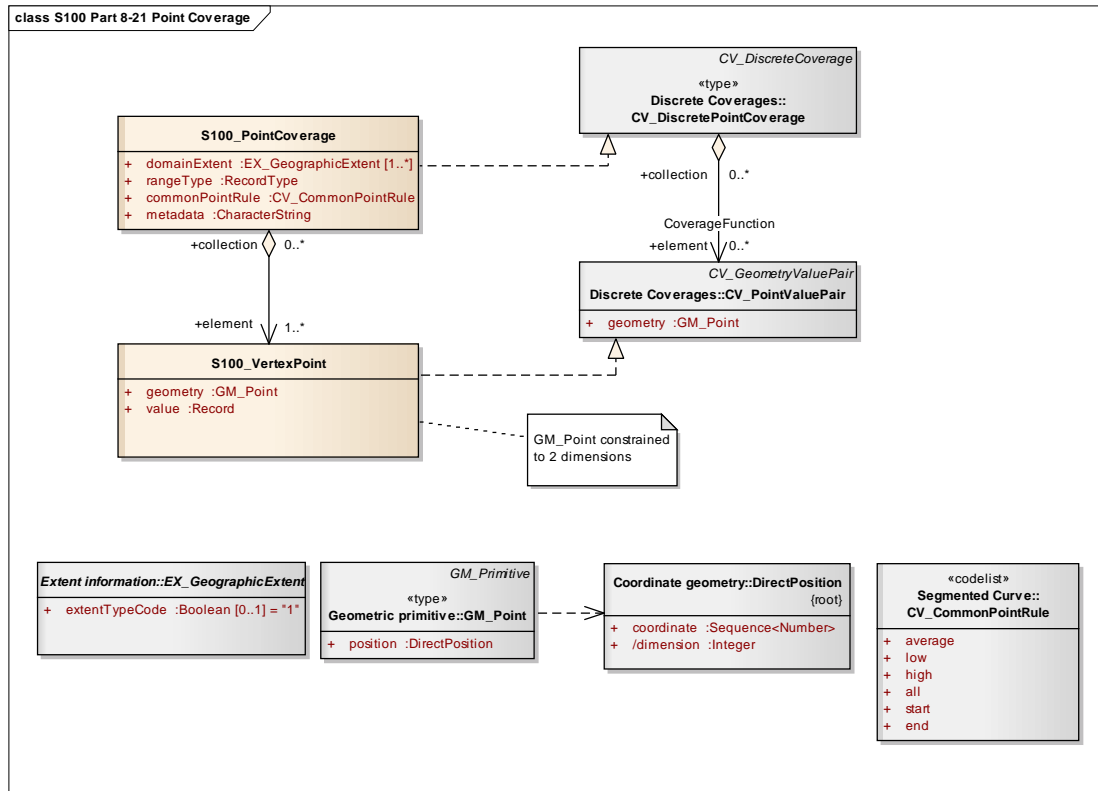 class S100 Part 8-21 Point Coverage
CV_DiscreteCoverage
«type»
Discrete Coverages::
CV_DiscretePointCoverage
S100_PointCoverage
+ domainExtent :EX_GeographicExtent [1..*]
+ rangeType :RecordType
+ commonPointRule :CV_CommonPointRule
+ metadata :CharacterString
+collection 0..*
+collection 0..*
CoverageFunction
+element 0..*
CV_GeometryValuePair
Discrete Coverages::CV_PointValuePair
+ geometry :GM_Point
+element 1..*
S100_VertexPoint
+ geometry :GM_Point
+ value :Record
GM_Point constrained
to 2 dimensions
Extent information::EX_GeographicExtent
+ extentTypeCode :Boolean [0..1] = "1"
GM_Primitive
«type»
Geometric primitive::GM_Point
+ position :DirectPosition
Coordinate geometry::DirectPosition
{root}
+ coordinate :Sequence<Number>
+ /dimension :Integer
«codelist»
Segmented Curve::
CV_CommonPointRule
+ average
+ low
+ high
+ all
+ start
+ end